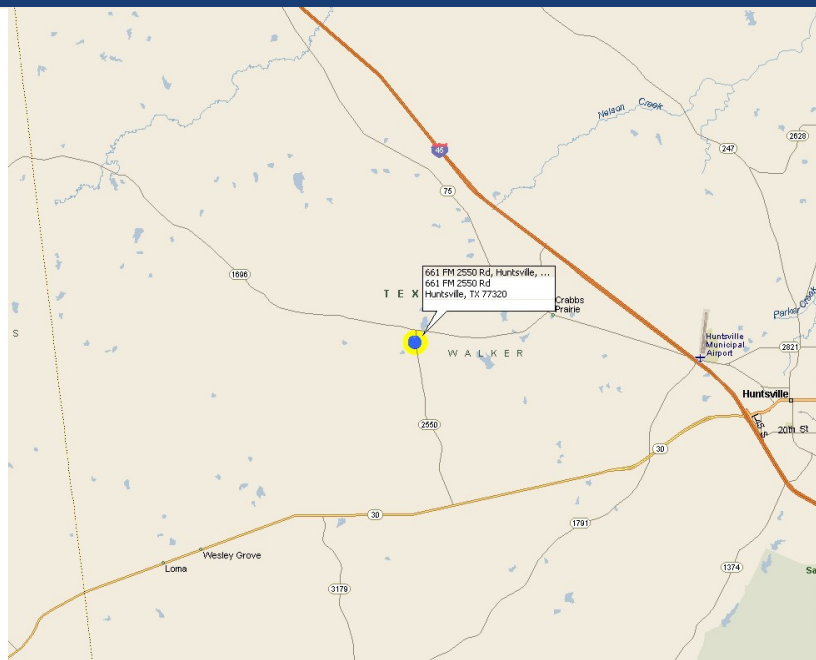 Nelson Creek
2628
247
45
75
1696
661 FM 2550 Rd, Huntsville, ...
661 FM 2550 Rd
Huntsville, TX 77320
T E X
Crabbs
Prairie
Parker Creek
S
W A L K E R
Huntsville
Municipal
Airport
2821
Huntsville
I-45 S
20th St
2550
30
30
1791
Wesley Grove
Loma
3179
1374
Sa